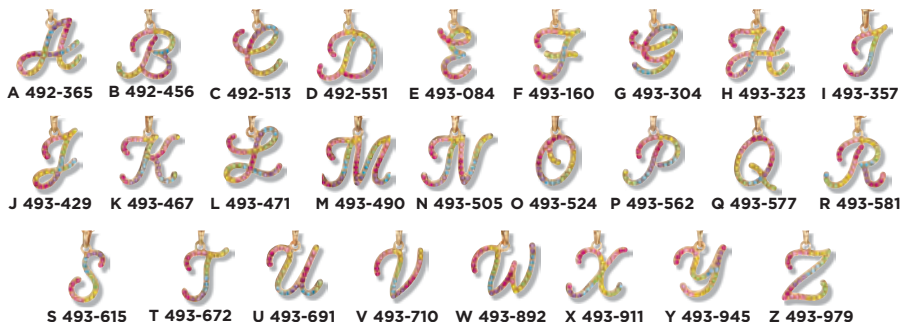 A 492-365 B 492-456 C 492-513 D 492-551 E 493-084 F 493-160 G 493-304 H 493-323 I 493-357
J 493-429 K 493-467 L 493-471 M 493-490 N 493-505 O 493-524 P 493-562 Q 493-577 R 493-581
S 493-615 T 493-672 U 493-691 V 493-710 W 493-892 X 493-911 Y 493-945 Z 493-979